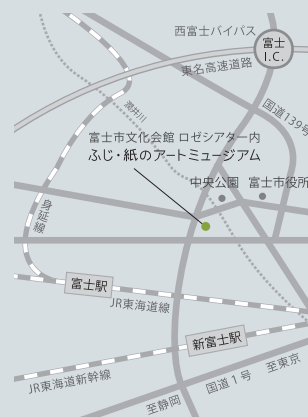 西富士バイパス
富士
I.C.
東名高速道路
国道139号
潤井川
富士市文化会館 ロゼシアター内
ふじ・紙のアートミュージアム
中央公園
富士市役所
身延線
富士駅
JR東海道線
新富士駅
JR東海道新幹線
至静岡
国道1号
至東京